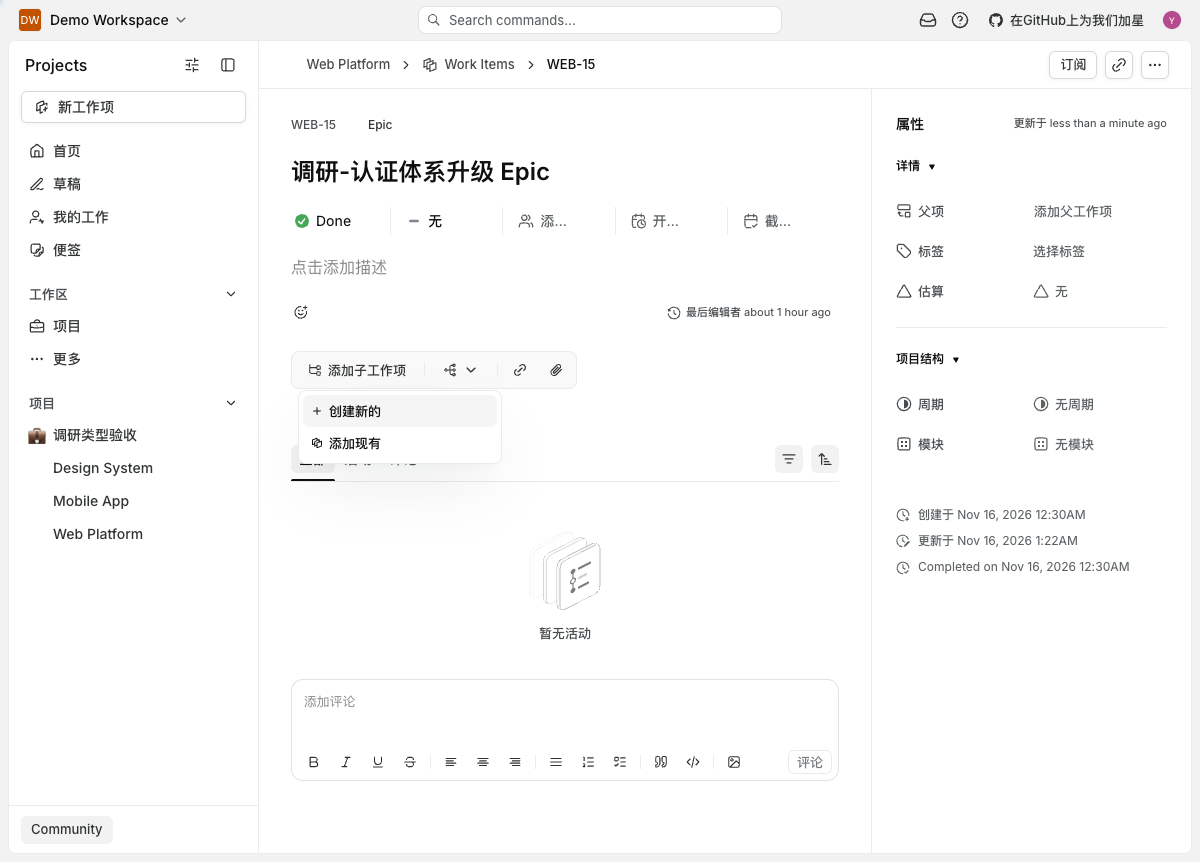 DW Demo Workspace
Search commands...
在GitHub上为我们加星
Y
Projects
新工作项
首页
草稿
我的工作
便签
工作区
项目
更多
项目
调研类型验收
Design System
Mobile App
Web Platform
Community
Web Platform > Work Items > WEB-15
订阅
WEB-15 Epic
调研-认证体系升级 Epic
Done
无
添...
开...
截...
点击添加描述
最后编辑者 about 1 hour ago
添加子工作项
创建新的
添加现有
暂无活动
添加评论
评论
属性
更新于 less than a minute ago
详情
父项 添加父工作项
标签 选择标签
估算 无
项目结构
周期 无周期
模块 无模块
创建于 Nov 16, 2026 12:30AM
更新于 Nov 16, 2026 1:22AM
Completed on Nov 16, 2026 12:30AM